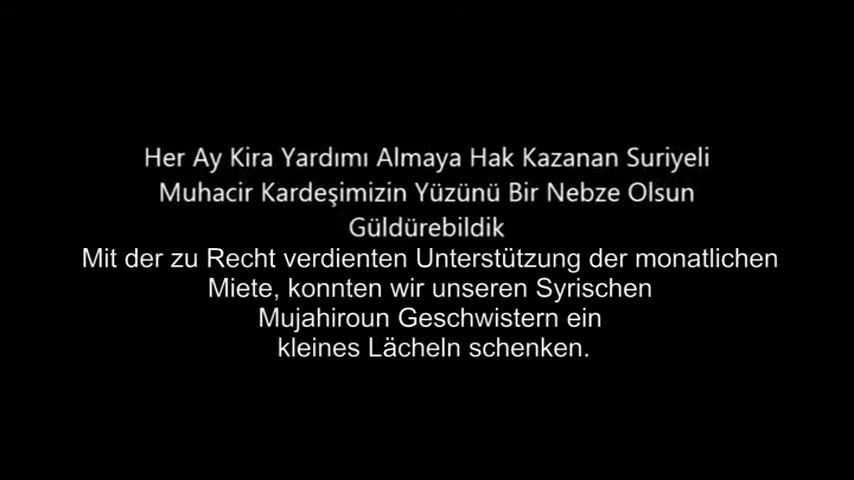 Her Ay Kira Yardımı Almaya Hak Kazanan Suriyeli
Muhacir Kardeşimizin Yüzünü Bir Nebze Olsun
Güldürebildik
Mit der zu Recht verdienten Unterstützung der monatlichen
Miete, konnten wir unseren Syrischen
Mujahiroun Geschwistern ein
kleines Lächeln schenken.